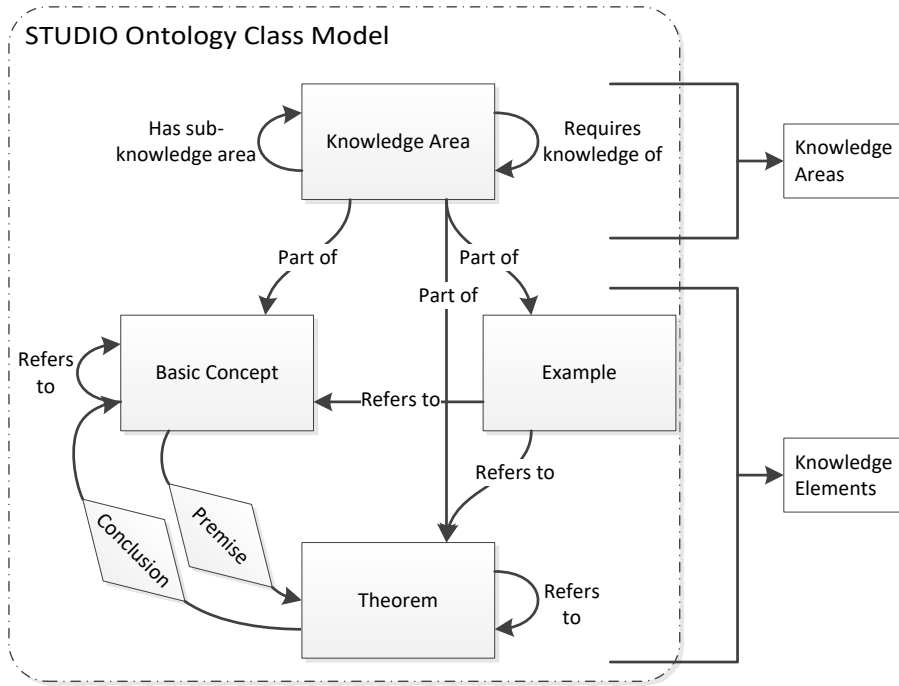 STUDIO Ontology Class Model
Has sub-
knowledge area
Knowledge Area
Requires
knowledge of
Knowledge
Areas
Part of
Part of
Part of
Refers
to
Basic Concept
Refers to
Example
Refers to
Knowledge
Elements
Conclusion
Premise
Theorem
Refers
to